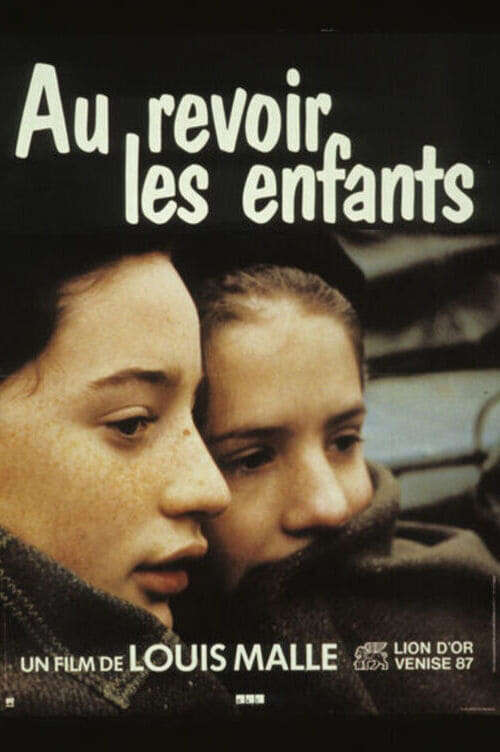 Au revoir
les enfants
UN FILM DE LOUIS MALLE
LION D'OR
VENISE 87